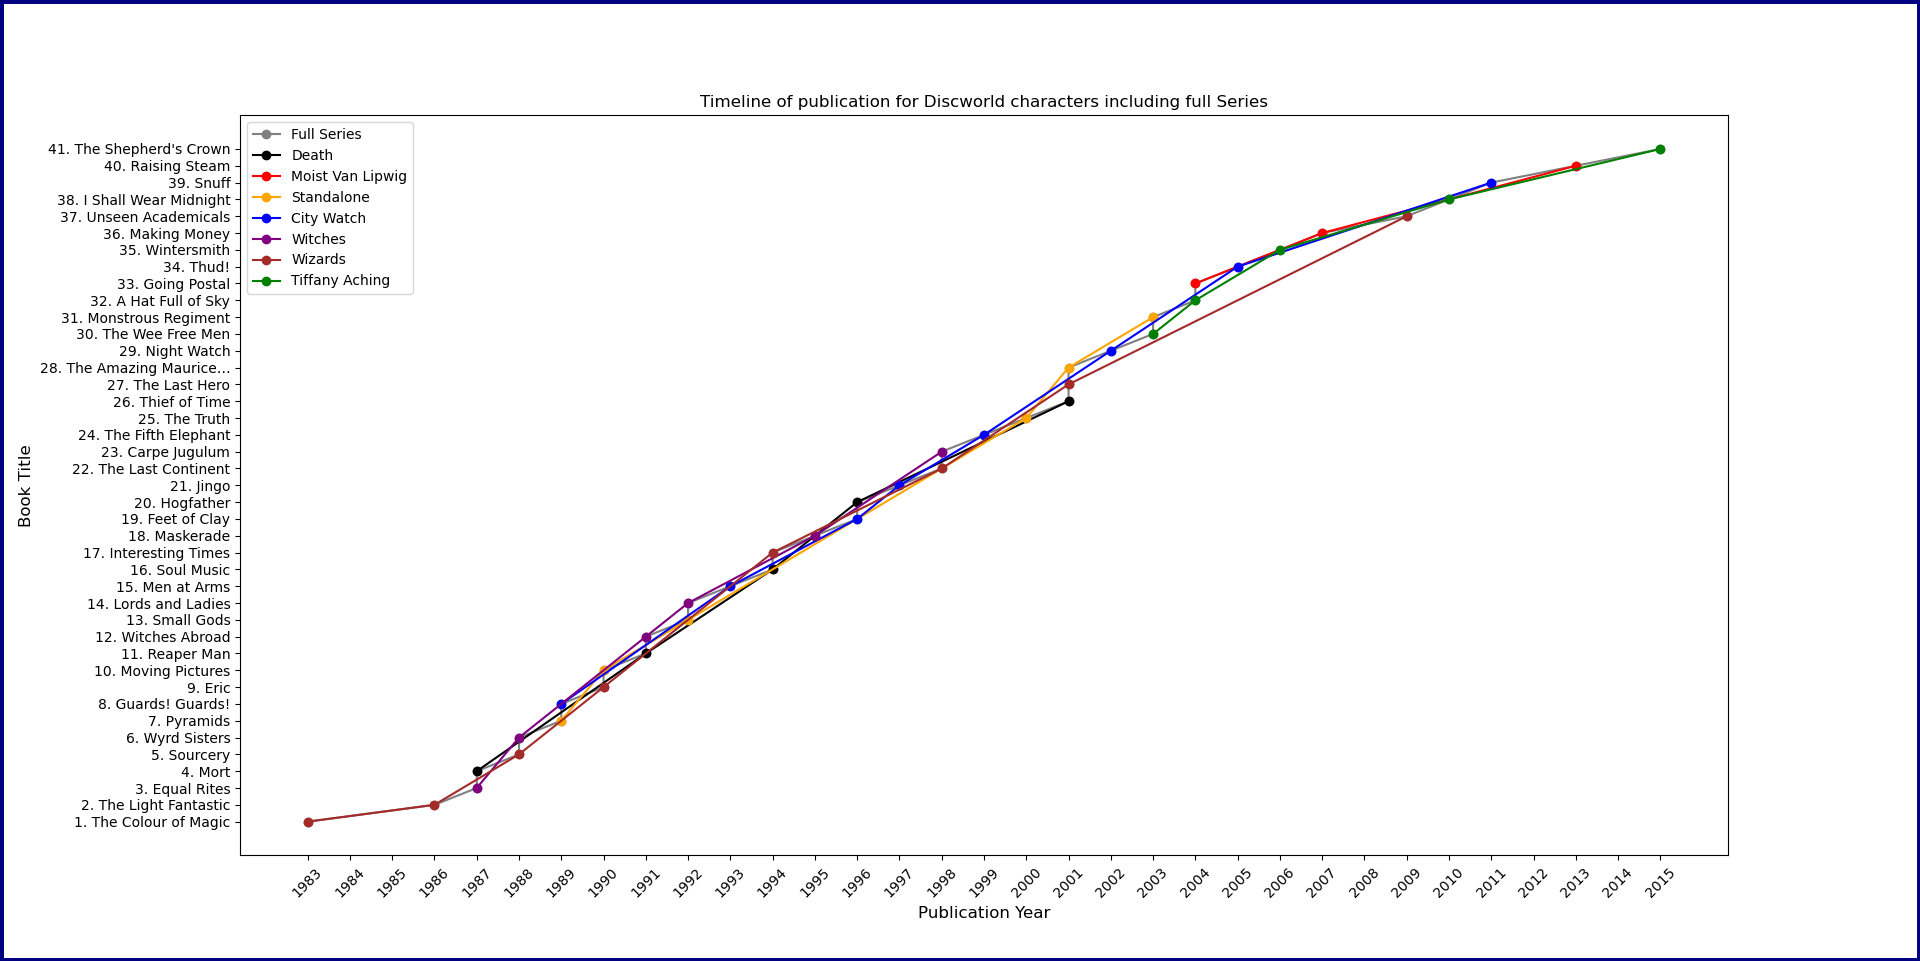 Timeline of publication for Discworld characters including full Series
Full Series
Death
Moist Van Lipwig
Standalone
City Watch
Witches
Wizards
Tiffany Aching
Book Title
41. The Shepherd's Crown
40. Raising Steam
39. Snuff
38. I Shall Wear Midnight
37. Unseen Academicals
36. Making Money
35. Wintersmith
34. Thud!
33. Going Postal
32. A Hat Full of Sky
31. Monstrous Regiment
30. The Wee Free Men
29. Night Watch
28. The Amazing Maurice...
27. The Last Hero
26. Thief of Time
25. The Truth
24. The Fifth Elephant
23. Carpe Jugulum
22. The Last Continent
21. Jingo
20. Hogfather
19. Feet of Clay
18. Maskerade
17. Interesting Times
16. Soul Music
15. Men at Arms
14. Lords and Ladies
13. Small Gods
12. Witches Abroad
11. Reaper Man
10. Moving Pictures
9. Eric
8. Guards! Guards!
7. Pyramids
6. Wyrd Sisters
5. Sourcery
4. Mort
3. Equal Rites
2. The Light Fantastic
1. The Colour of Magic
1983 1984 1985 1986 1987 1988 1989 1990 1991 1992 1993 1994 1995 1996 1997 1998 1999 2000 2001 2002 2003 2004 2005 2006 2007 2008 2009 2010 2011 2012 2013 2014 2015
Publication Year